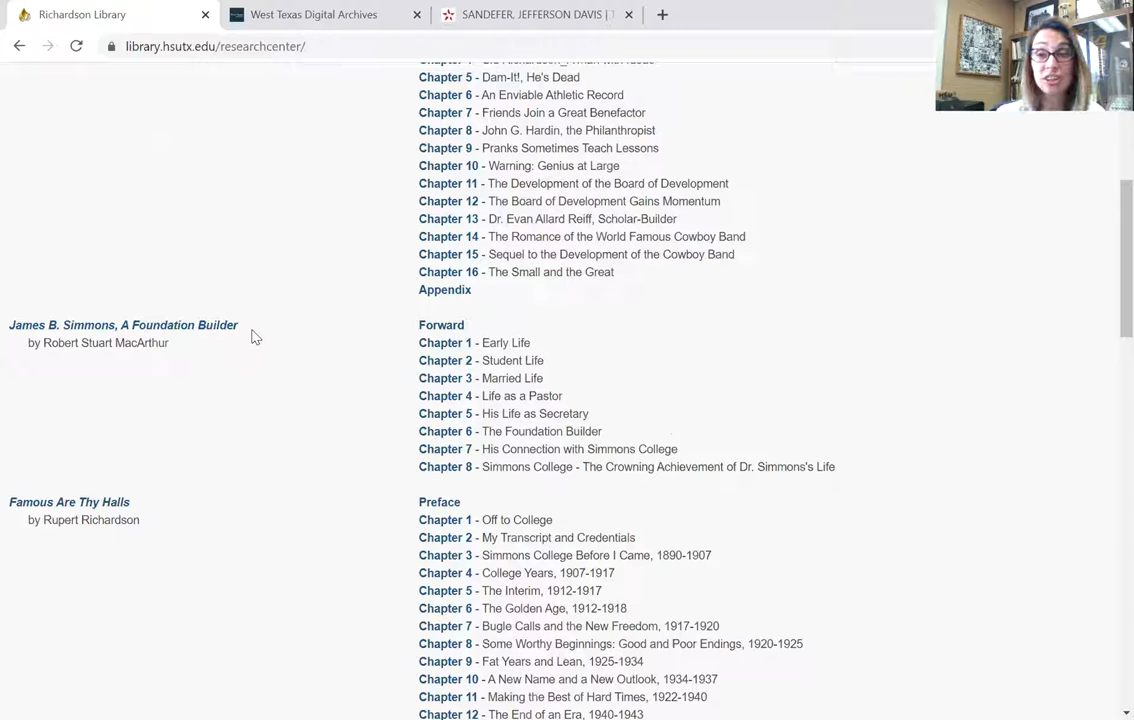 Richardson Library
West Texas Digital Archives
SANDEFER, JEFFERSON DAVIS |
library.hsutx.edu/researchcenter/
Chapter 5 - Dam-It!, He's Dead
Chapter 6 - An Enviable Athletic Record
Chapter 7 - Friends Join a Great Benefactor
Chapter 8 - John G. Hardin, the Philanthropist
Chapter 9 - Pranks Sometimes Teach Lessons
Chapter 10 - Warning: Genius at Large
Chapter 11 - The Development of the Board of Development
Chapter 12 - The Board of Development Gains Momentum
Chapter 13 - Dr. Evan Allard Reiff, Scholar-Builder
Chapter 14 - The Romance of the World Famous Cowboy Band
Chapter 15 - Sequel to the Development of the Cowboy Band
Chapter 16 - The Small and the Great
Appendix
James B. Simmons, A Foundation Builder
by Robert Stuart MacArthur
Forward
Chapter 1 - Early Life
Chapter 2 - Student Life
Chapter 3 - Married Life
Chapter 4 - Life as a Pastor
Chapter 5 - His Life as Secretary
Chapter 6 - The Foundation Builder
Chapter 7 - His Connection with Simmons College
Chapter 8 - Simmons College - The Crowning Achievement of Dr. Simmons's Life
Famous Are Thy Halls
by Rupert Richardson
Preface
Chapter 1 - Off to College
Chapter 2 - My Transcript and Credentials
Chapter 3 - Simmons College Before I Came, 1890-1907
Chapter 4 - College Years, 1907-1917
Chapter 5 - The Interim, 1912-1917
Chapter 6 - The Golden Age, 1912-1918
Chapter 7 - Bugle Calls and the New Freedom, 1917-1920
Chapter 8 - Some Worthy Beginnings: Good and Poor Endings, 1920-1925
Chapter 9 - Fat Years and Lean, 1925-1934
Chapter 10 - A New Name and a New Outlook, 1934-1937
Chapter 11 - Making the Best of Hard Times, 1922-1940
Chapter 12 - The End of an Era, 1940-1943